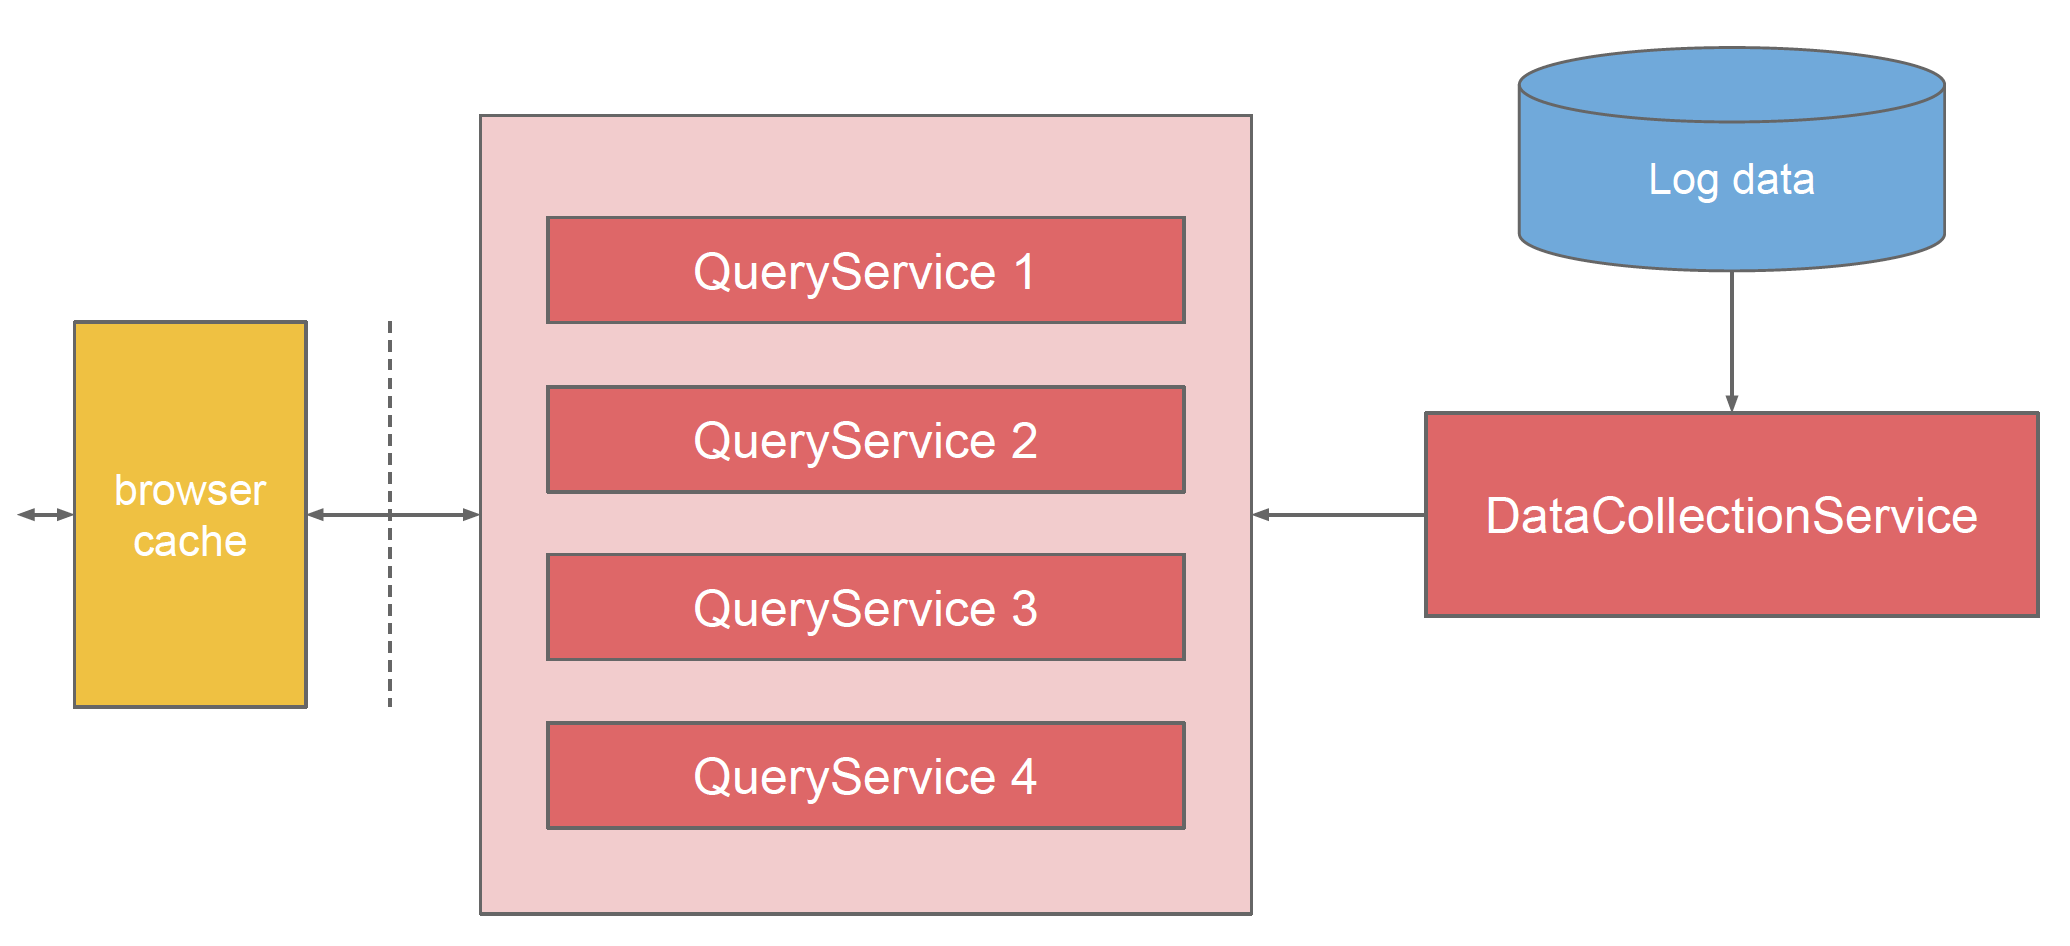 browser
cache
QueryService 1
QueryService 2
QueryService 3
QueryService 4
Log data
DataCollectionService